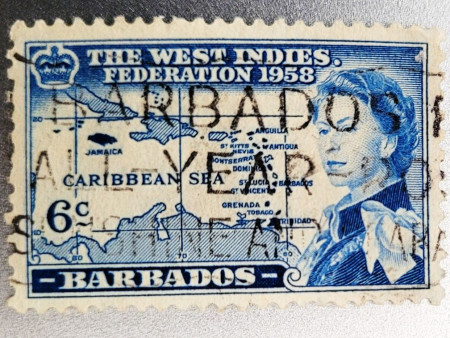 THE WEST INDIES.
FEDERATION 1958
BARBADOS
ANGUILLA
JAMAICA
ST KITTS
NEVIS
ANTIGUA
MONTSERRAT
DOMINICA
YEAR
CARIBBEAN SEA
ST LUCIA
BARBADOS
ST VINCENT
6c
GRENADA
TOBAGO
TRINIDAD
AND
BARBADOS